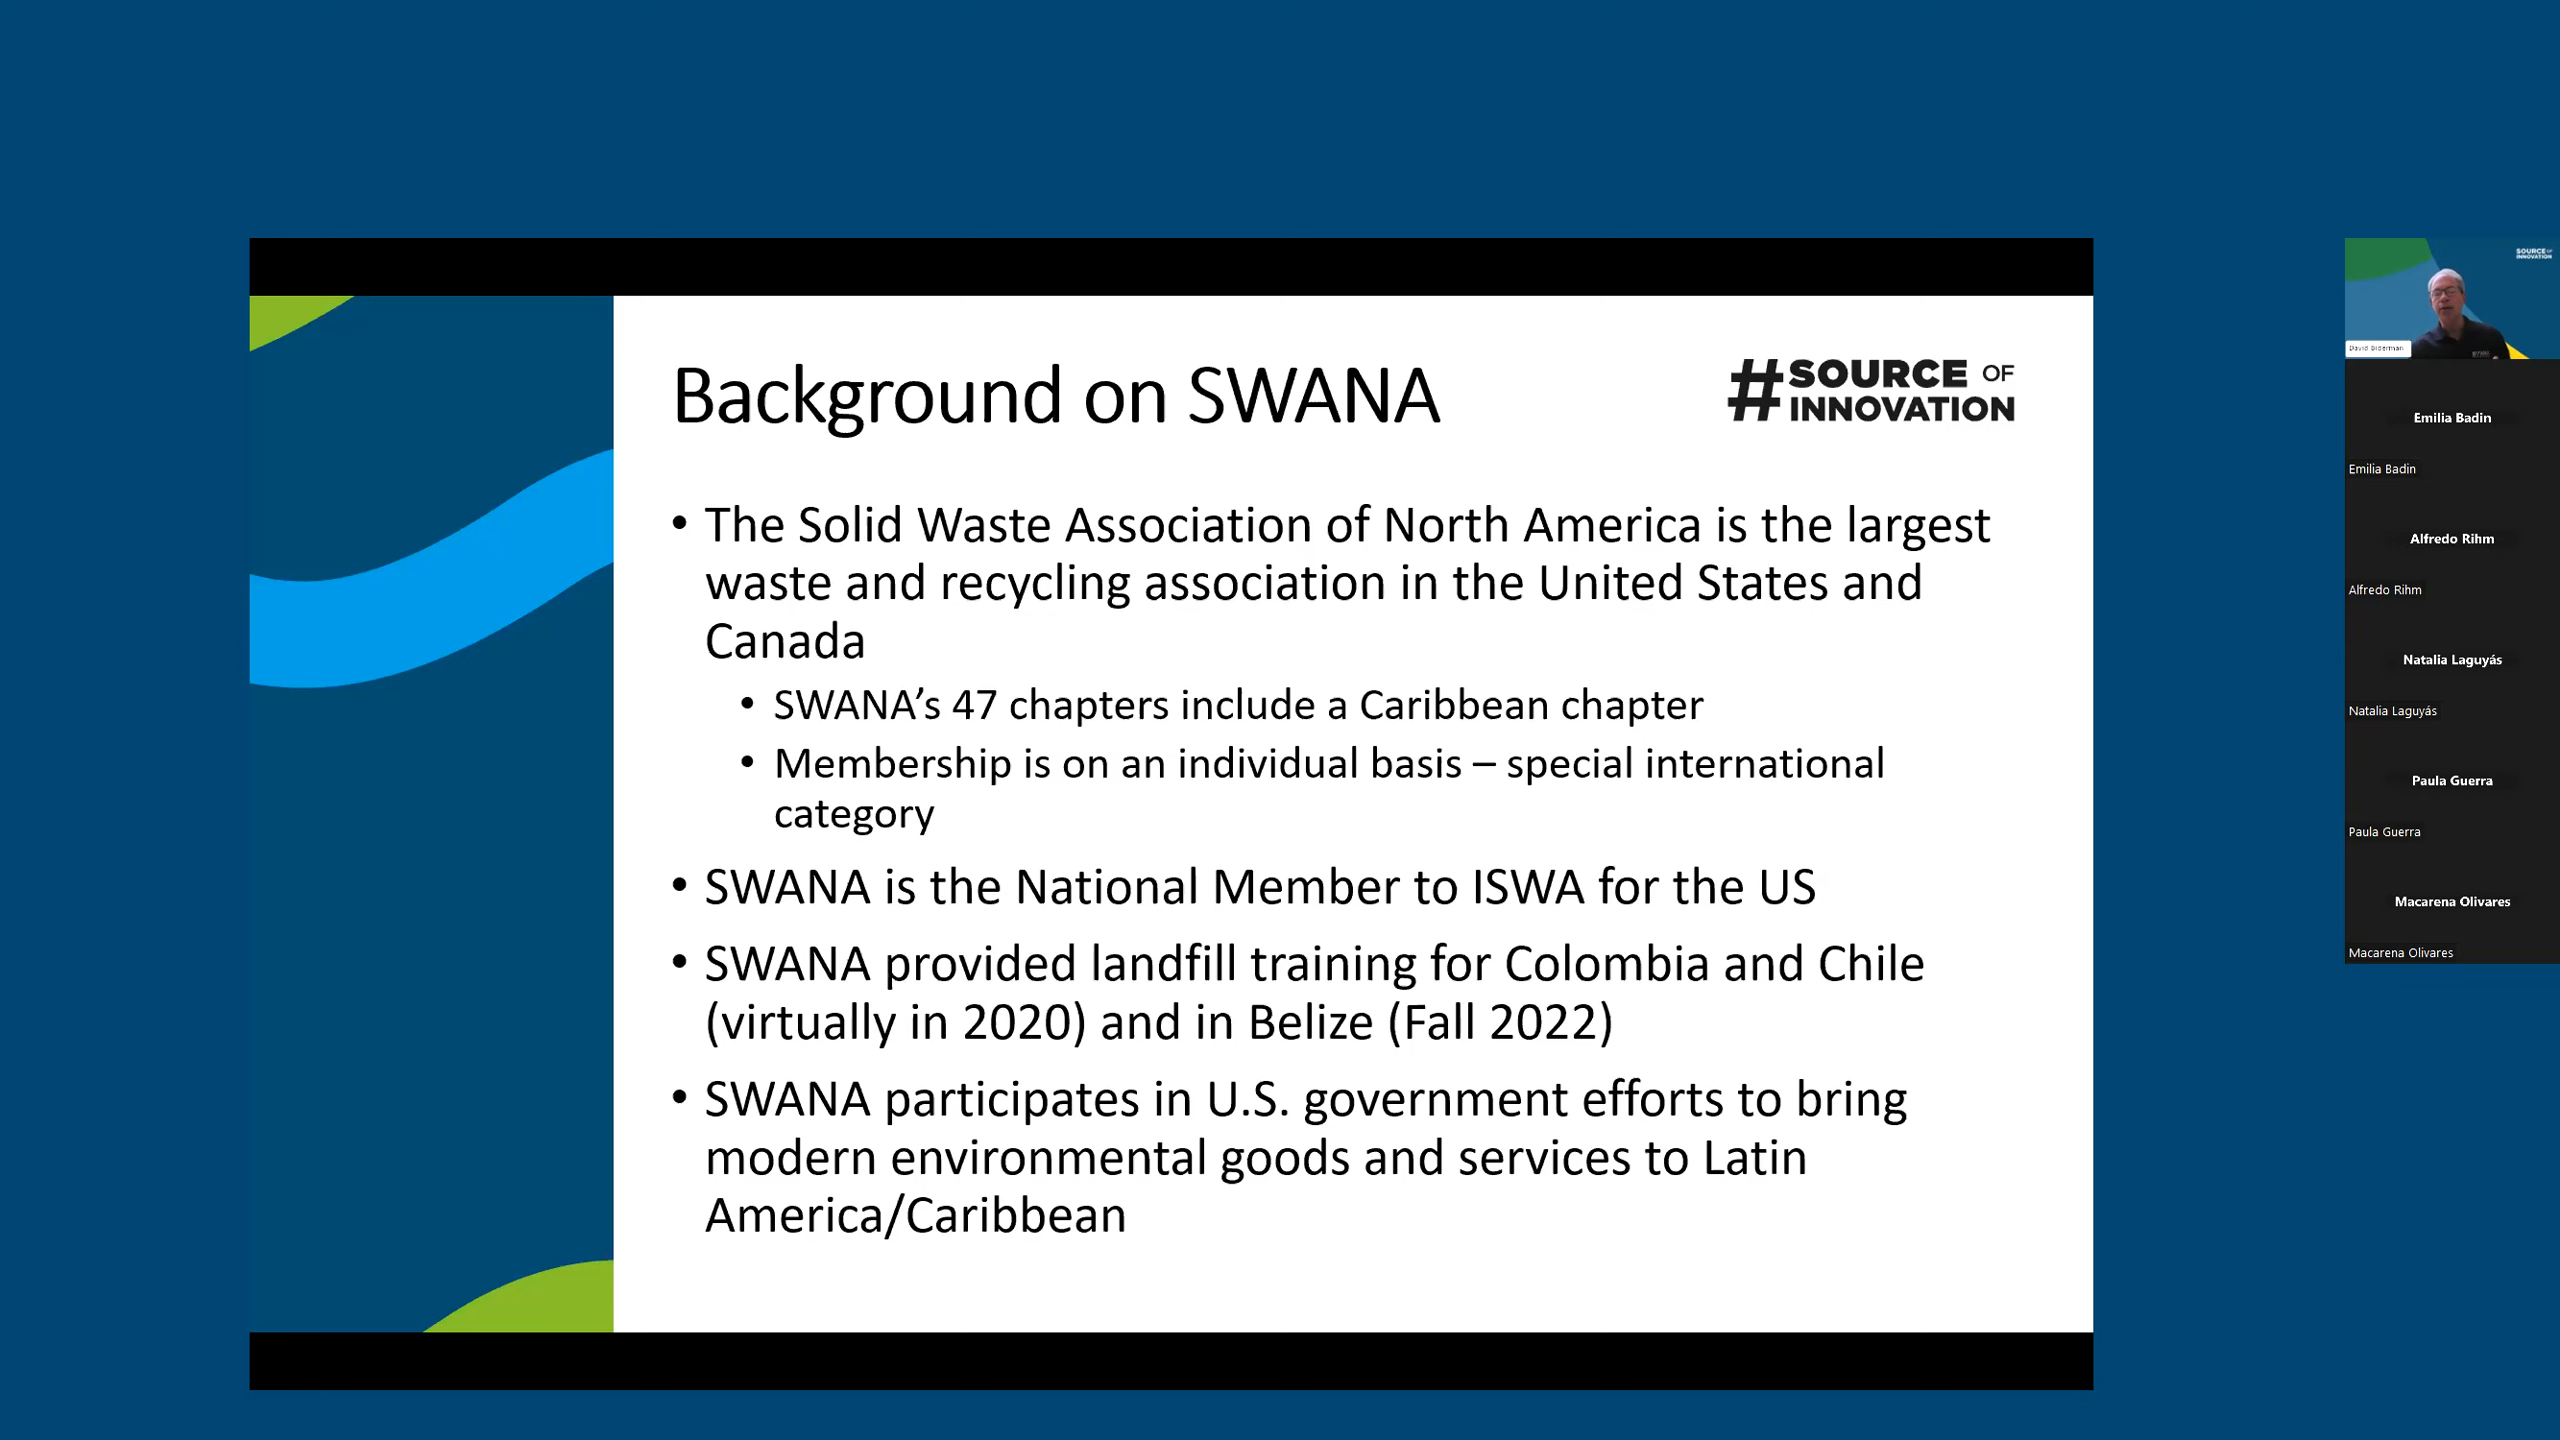 Background on SWANA
#SOURCE OF
INNOVATION
• The Solid Waste Association of North America is the largest
waste and recycling association in the United States and
Canada
• SWANA’s 47 chapters include a Caribbean chapter
• Membership is on an individual basis – special international
category
• SWANA is the National Member to ISWA for the US
• SWANA provided landfill training for Colombia and Chile
(virtually in 2020) and in Belize (Fall 2022)
• SWANA participates in U.S. government efforts to bring
modern environmental goods and services to Latin
America/Caribbean
SOURCE OF
INNOVATION
David Biderman
Emilia Badin
Emilia Badin
Alfredo Rihm
Alfredo Rihm
Natalia Laguyás
Natalia Laguyás
Paula Guerra
Paula Guerra
Macarena Olivares
Macarena Olivares